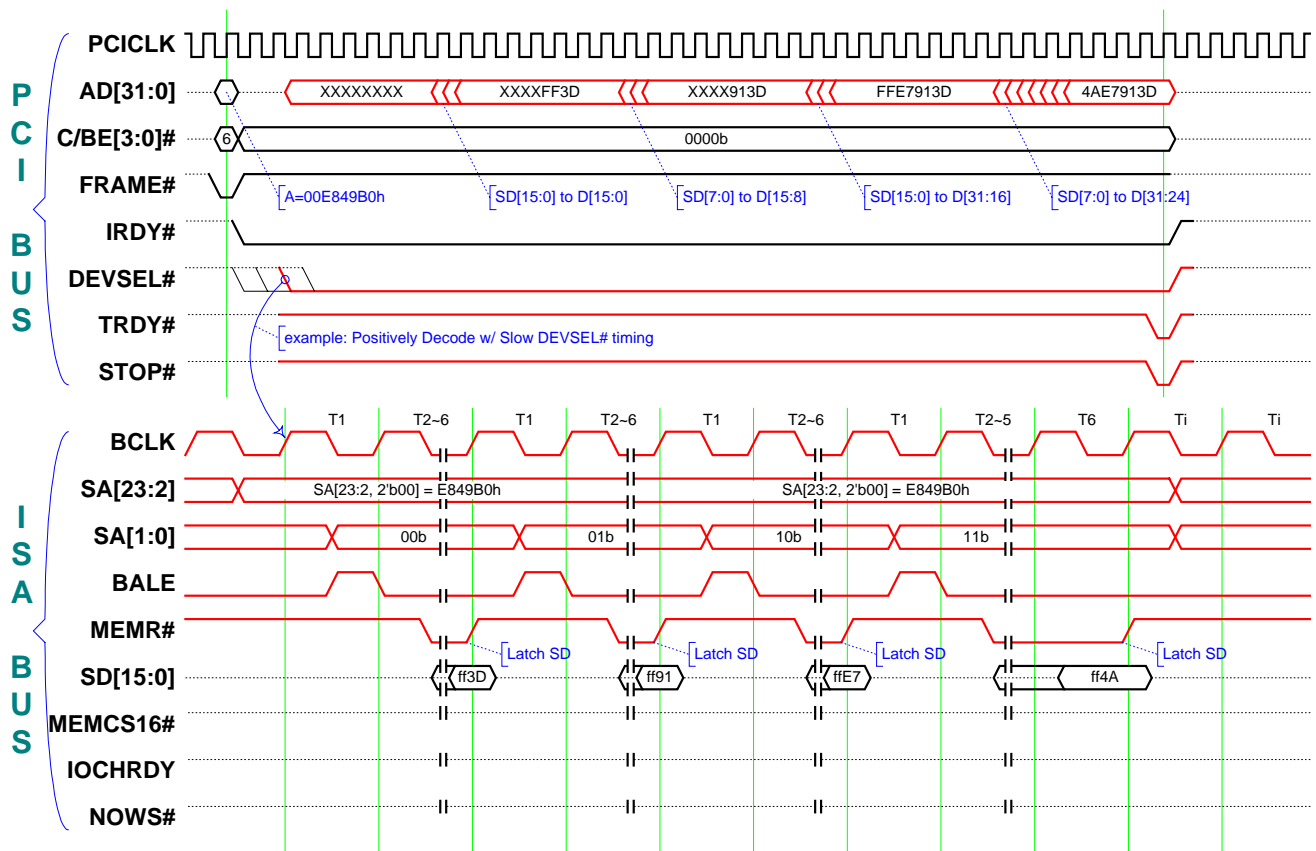 PCI BUS
PCICLK
AD[31:0] XXXXXXXX XXXXFF3D XXXX913D FFE7913D 4AE7913D
C/BE[3:0]# 6 0000b
FRAME#
A=00E849B0h SD[15:0] to D[15:0] SD[7:0] to D[15:8] SD[15:0] to D[31:16] SD[7:0] to D[31:24]
IRDY#
DEVSEL#
TRDY#
example: Positively Decode w/ Slow DEVSEL# timing
STOP#
ISA BUS
T1 T2~6 T1 T2~6 T1 T2~6 T1 T2~5 T6 Ti Ti
BCLK
SA[23:2] SA[23:2, 2'b00] = E849B0h SA[23:2, 2'b00] = E849B0h
SA[1:0] 00b 01b 10b 11b
BALE
MEMR#
Latch SD Latch SD Latch SD Latch SD
SD[15:0] ff3D ff91 ffE7 ff4A
MEMCS16#
IOCHRDY
NOWS#